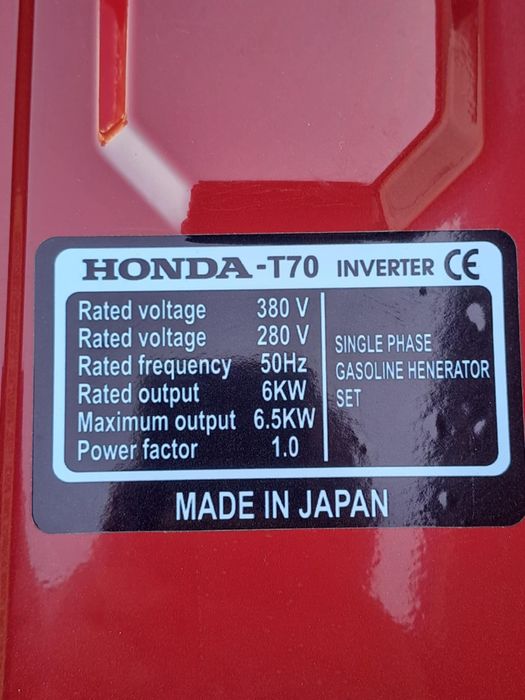 HONDA-T70 INVERTER CE
Rated voltage 380 V
Rated voltage 280 V
Rated frequency 50Hz
Rated output 6KW
Maximum output 6.5KW
Power factor 1.0
SINGLE PHASE
GASOLINE HENERATOR
SET
MADE IN JAPAN